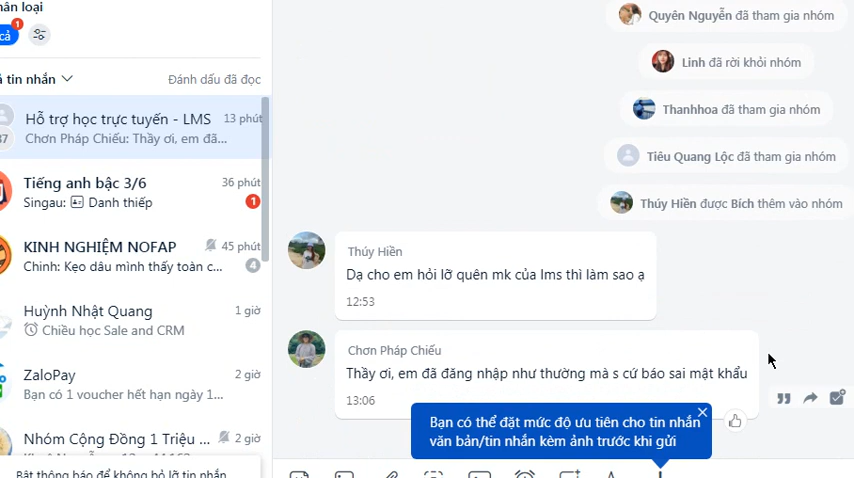 hân loại
1
cả
ả tin nhắn
Đánh dấu đã đọc
Hỗ trợ học trực tuyến - LMS
13 phút
37
Chơn Pháp Chiếu: Thầy ơi, em đã...
Tiếng anh bậc 3/6
36 phút
Singau: Danh thiếp
1
KINH NGHIỆM NOFAP
45 phút
Chinh: Kẹo dâu mình thấy toàn c...
4
Huỳnh Nhật Quang
1 giờ
Chiều học Sale and CRM
ZaloPay
2 giờ
Bạn có 1 voucher hết hạn ngày 1...
Nhóm Cộng Đồng 1 Triệu ...
2 giờ
Bật thông báo để không bỏ lỡ tin nhắn
Quyên Nguyễn đã tham gia nhóm
Linh đã rời khỏi nhóm
Thanhhoa đã tham gia nhóm
Tiêu Quang Lộc đã tham gia nhóm
Thúy Hiền được Bích thêm vào nhóm
Thúy Hiền
Dạ cho em hỏi lỡ quên mk của lms thì làm sao ạ
12:53
Chơn Pháp Chiếu
Thầy ơi, em đã đăng nhập như thường mà s cứ báo sai mật khẩu
13:06
Bạn có thể đặt mức độ ưu tiên cho tin nhắn
văn bản/tin nhắn kèm ảnh trước khi gửi